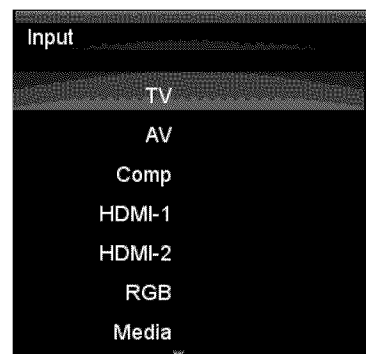 Input
TV
AV
Comp
HDMI-1
HDMI-2
RGB
Media